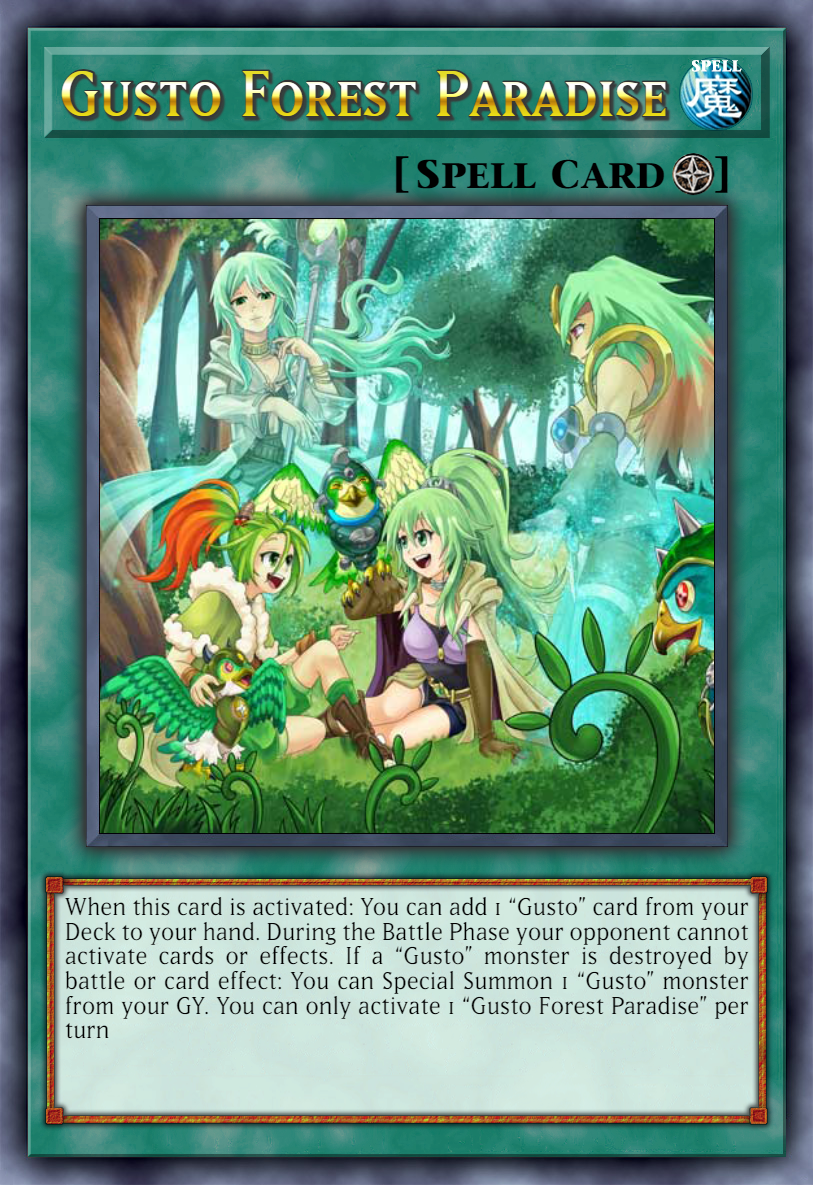 Gusto Forest Paradise
SPELL
魔
[Spell Card]
When this card is activated: You can add 1 “Gusto” card from your
Deck to your hand. During the Battle Phase your opponent cannot
activate cards or effects. If a “Gusto” monster is destroyed by
battle or card effect: You can Special Summon 1 “Gusto” monster
from your GY. You can only activate 1 “Gusto Forest Paradise” per
turn